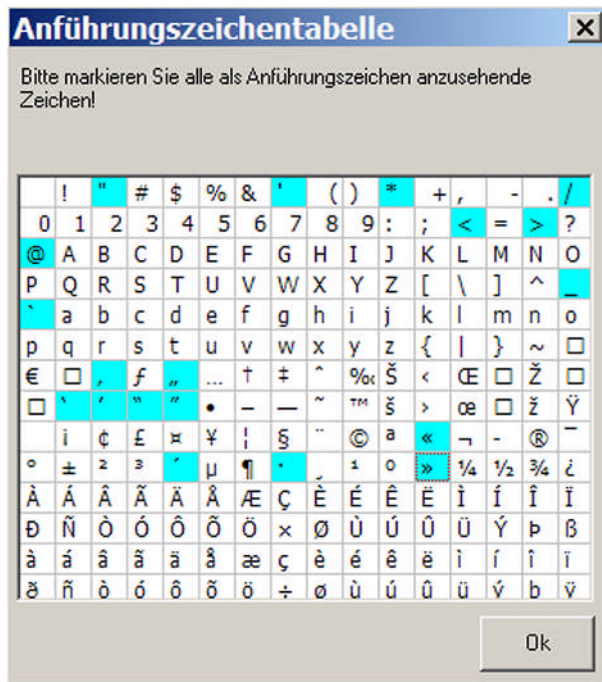 Anführungszeichentabelle
Bitte markieren Sie alle als Anführungszeichen anzusehende
Zeichen!
! " # $ % & ' ( ) * + , - . /
0 1 2 3 4 5 6 7 8 9 : ; < = > ?
@ A B C D E F G H I J K L M N O
P Q R S T U V W X Y Z [ \ ] ^ _
` a b c d e f g h i j k l m n o
p q r s t u v w x y z { | } ~ □
€ □ ‚ ƒ „ … † ‡ ˆ ‰ Š ‹ Œ □ Ž □
□ ‘ ’ “ ” • – — ˜ ™ š › œ □ ž Ÿ
¡ ¢ £ ¤ ¥ ¦ § ¨ © ª « ¬ - ® ¯
° ± ² ³ ´ µ ¶ · ¸ ¹ º » ¼ ½ ¾ ¿
À Á Â Ã Ä Å Æ Ç È É Ê Ë Ì Í Î Ï
Ð Ñ Ò Ó Ô Õ Ö × Ø Ù Ú Û Ü Ý Þ ß
à á â ã ä å æ ç è é ê ë ì í î ï
ð ñ ò ó ô õ ö ÷ ø ù ú û ü ý þ ÿ
Ok